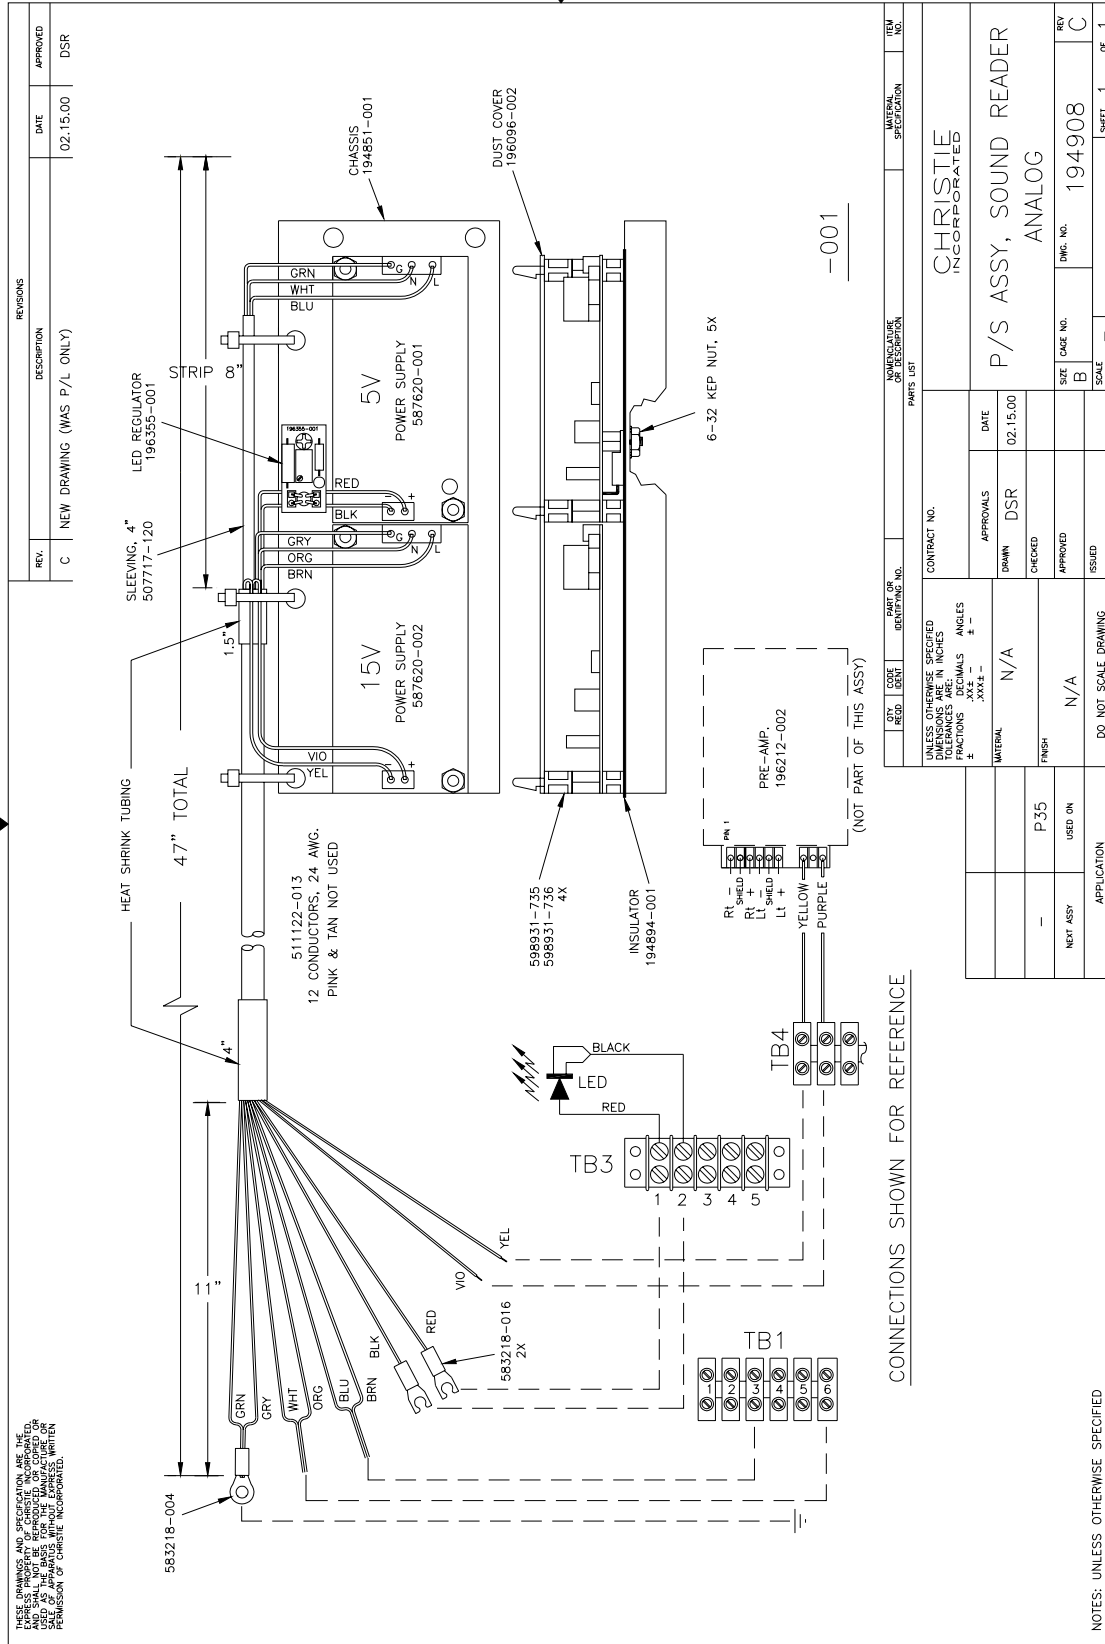 THESE DRAWINGS AND SPECIFICATION ARE THE
EXPRESS PROPERTY OF CHRISTIE INCORPORATED,
AND SHALL NOT BE REPRODUCED OR COPIED OR
USED AS THE BASIS FOR THE MANUFACTURE OR
SALE OF APPARATUS WITHOUT EXPRESS WRITTEN
PERMISSION OF CHRISTIE INCORPORATED.
REVISIONS
REV. DESCRIPTION DATE APPROVED
C NEW DRAWING (WAS P/L ONLY) 02.15.00 DSR
HEAT SHRINK TUBING
SLEEVING, 4"
507717-120
LED REGULATOR
196355-001
47" TOTAL
STRIP 8"
11"
4"
1.5"
583218-004
GRN
GRY
WHT
ORG
BLU
BRN
BLK
RED
VIO
YEL
583218-016
2X
511122-013
12 CONDUCTORS, 24 AWG.
PINK & TAN NOT USED
VIO
YEL
- +
15V
POWER SUPPLY
587620-002
GRY
ORG
BRN
G
N
L
RED
BLK
- +
196355-001
5V
POWER SUPPLY
587620-001
GRN
WHT
BLU
G
N
L
CHASSIS
194851-001
DUST COVER
196096-002
598931-735
598931-736
4X
INSULATOR
194894-001
6-32 KEP NUT, 5X
-001
LED
BLACK
RED
TB3
1 2 3 4 5
TB4
TB1
1
2
3
4
5
6
YELLOW
PURPLE
Rt -
SHIELD
Rt +
Lt -
SHIELD
Lt +
PIN 1
PRE-AMP.
196212-002
(NOT PART OF THIS ASSY)
CONNECTIONS SHOWN FOR REFERENCE
QTY REQD
CODE IDENT
PART OR IDENTIFYING NO.
NOMENCLATURE OR DESCRIPTION
MATERIAL SPECIFICATION
ITEM NO.
PARTS LIST
UNLESS OTHERWISE SPECIFIED
DIMENSIONS ARE IN INCHES
TOLERANCES ARE:
FRACTIONS DECIMALS ANGLES
± .XX± - ± -
.XXX± -
MATERIAL
N/A
FINISH
N/A
DO NOT SCALE DRAWING
CONTRACT NO.
APPROVALS DATE
DRAWN DSR 02.15.00
CHECKED
APPROVED
ISSUED
CHRISTIE
INCORPORATED
P/S ASSY, SOUND READER
ANALOG
SIZE B
CAGE NO.
DWG. NO. 194908
REV C
SCALE -
SHEET 1 OF 1
- P35
NEXT ASSY USED ON
APPLICATION
NOTES: UNLESS OTHERWISE SPECIFIED